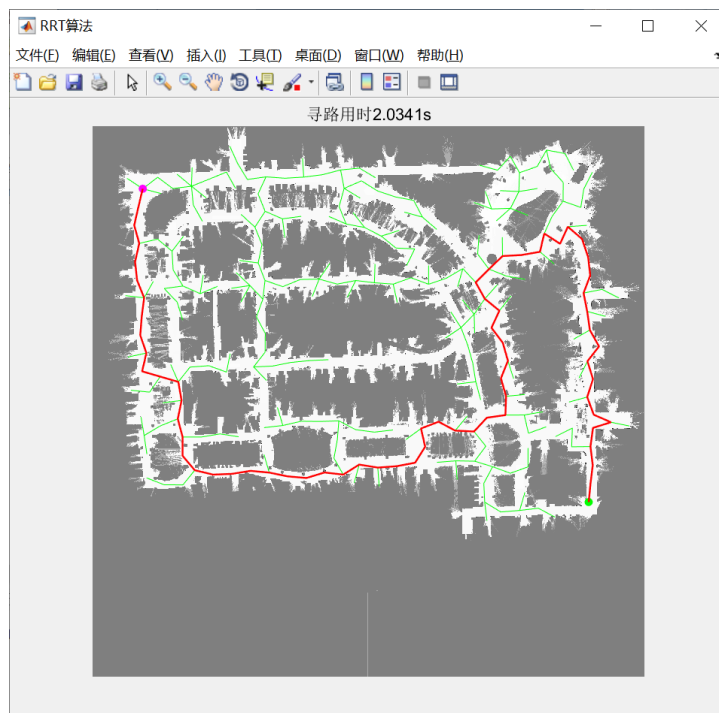 RRT算法
文件(F) 编辑(E) 查看(V) 插入(I) 工具(T) 桌面(D) 窗口(W) 帮助(H)
寻路用时2.0341s